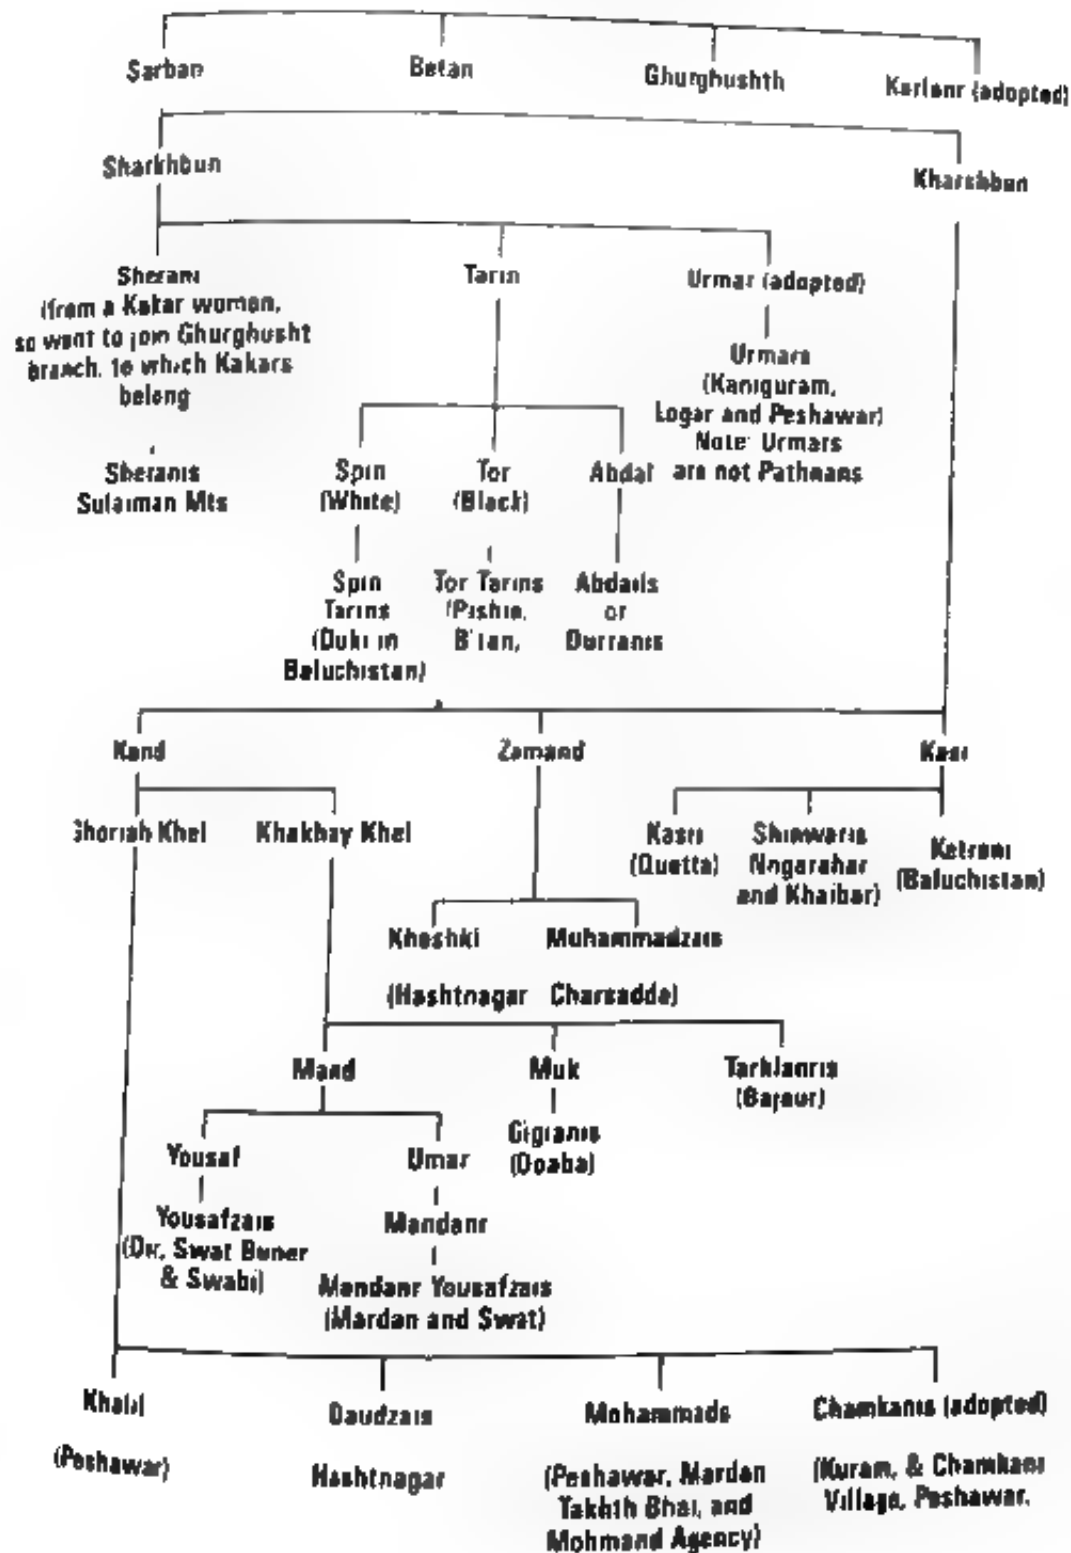 Sarban Betan Ghurghushth Karlanr (adopted)
Sharkhbun Kharshbun
Sherani Tarin Urmar (adopted)
(from a Kakar women,
so want to join Ghurghusht
branch, to which Kakars
belong
Urmars
(Kaniguram,
Logar and Peshawar)
Note: Urmars
are not Pathnans
Sheranis
Sulaiman Mts
Spin
(White)
Tor
(Black)
Abdal
Spin
Tarins
(Duki in
Baluchistan)
Tor Tarins
(Pishin,
Abdalis
or
Durranis
Kand Zamand Kasi
Ghoriah Khel Khakhay Khel
Kasis
(Quetta)
Shinwaris
Nngarahar
and Khaibar)
Ketrani
(Baluchistan)
Kheshki Muhammadzais
(Hashtnagar Charsadda)
Mand Muk Tarklanris
(Bajaur)
Yousaf Umar Gigianis
(Doaba)
Yousafzais
(Dir, Swat Buner
& Swabi)
Mandanr
Mandanr Yousafzais
(Mardan and Swat)
Khalil
(Peshawar)
Daudzais
Hashtnagar
Mohammads
(Peshawar, Mardan
Takhth Bhai, and
Mohmand Agency)
Chamkanis (adopted)
(Kuram, & Chamkani
Village, Peshawar.